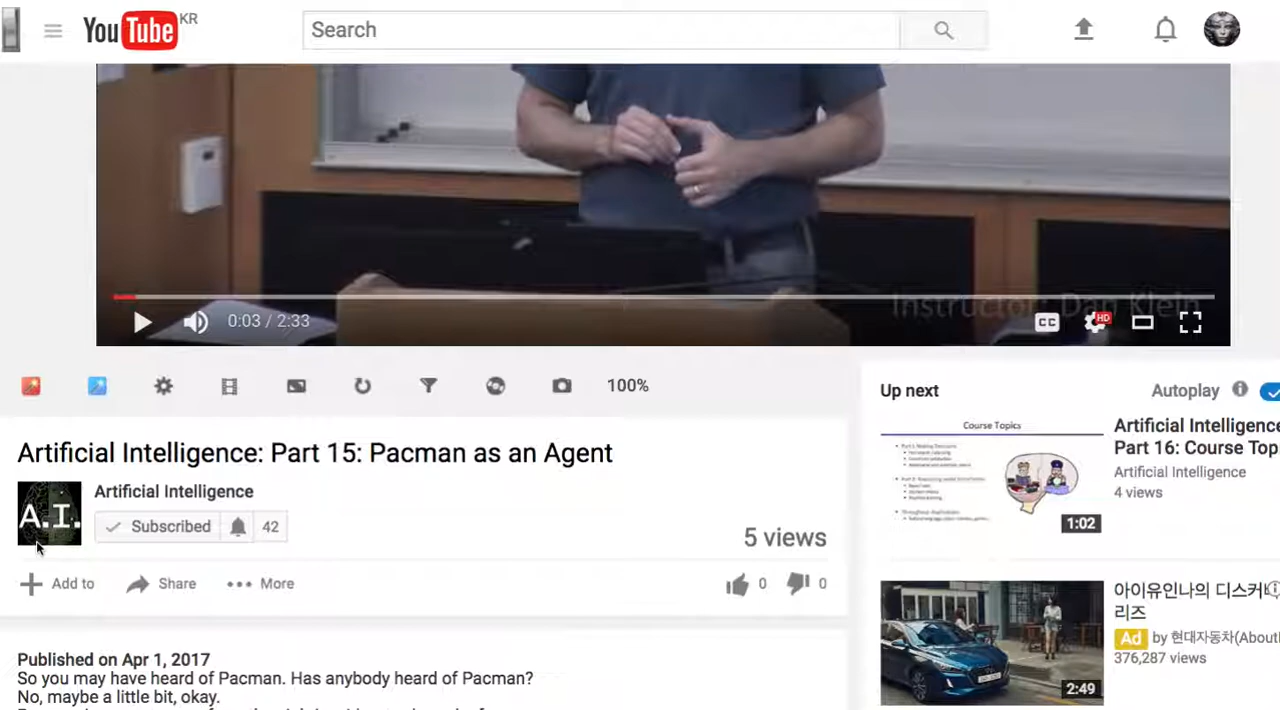 YouTube KR
Search
Instructor: Dan Klein
0:03 / 2:33
CC
HD
100%
Up next
Autoplay
Artificial Intelligence: Part 15: Pacman as an Agent
A.I.
Artificial Intelligence
Subscribed
42
5 views
Add to
Share
More
0
0
Published on Apr 1, 2017
So you may have heard of Pacman. Has anybody heard of Pacman?
No, maybe a little bit, okay.
Course Topics
1:02
Artificial Intelligence
Part 16: Course Top
Artificial Intelligence
4 views
2:49
아이유인나의
리즈
Ad by 현대자동차(About
376,287 views